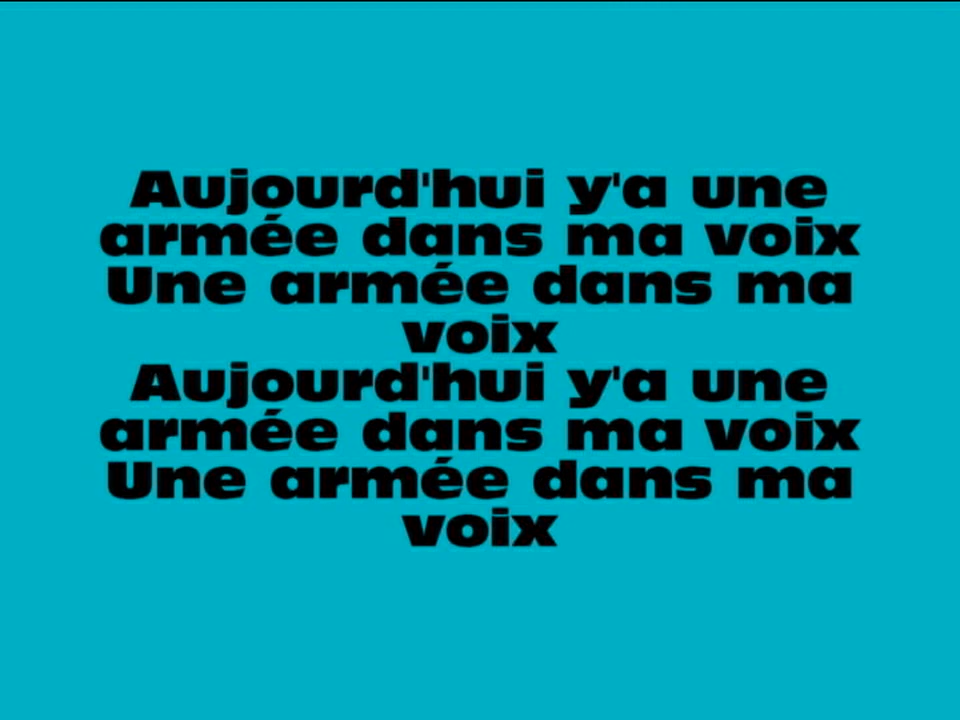 Aujourd'hui y'a une
armée dans ma voix
Une armée dans ma
voix
Aujourd'hui y'a une
armée dans ma voix
Une armée dans ma
voix